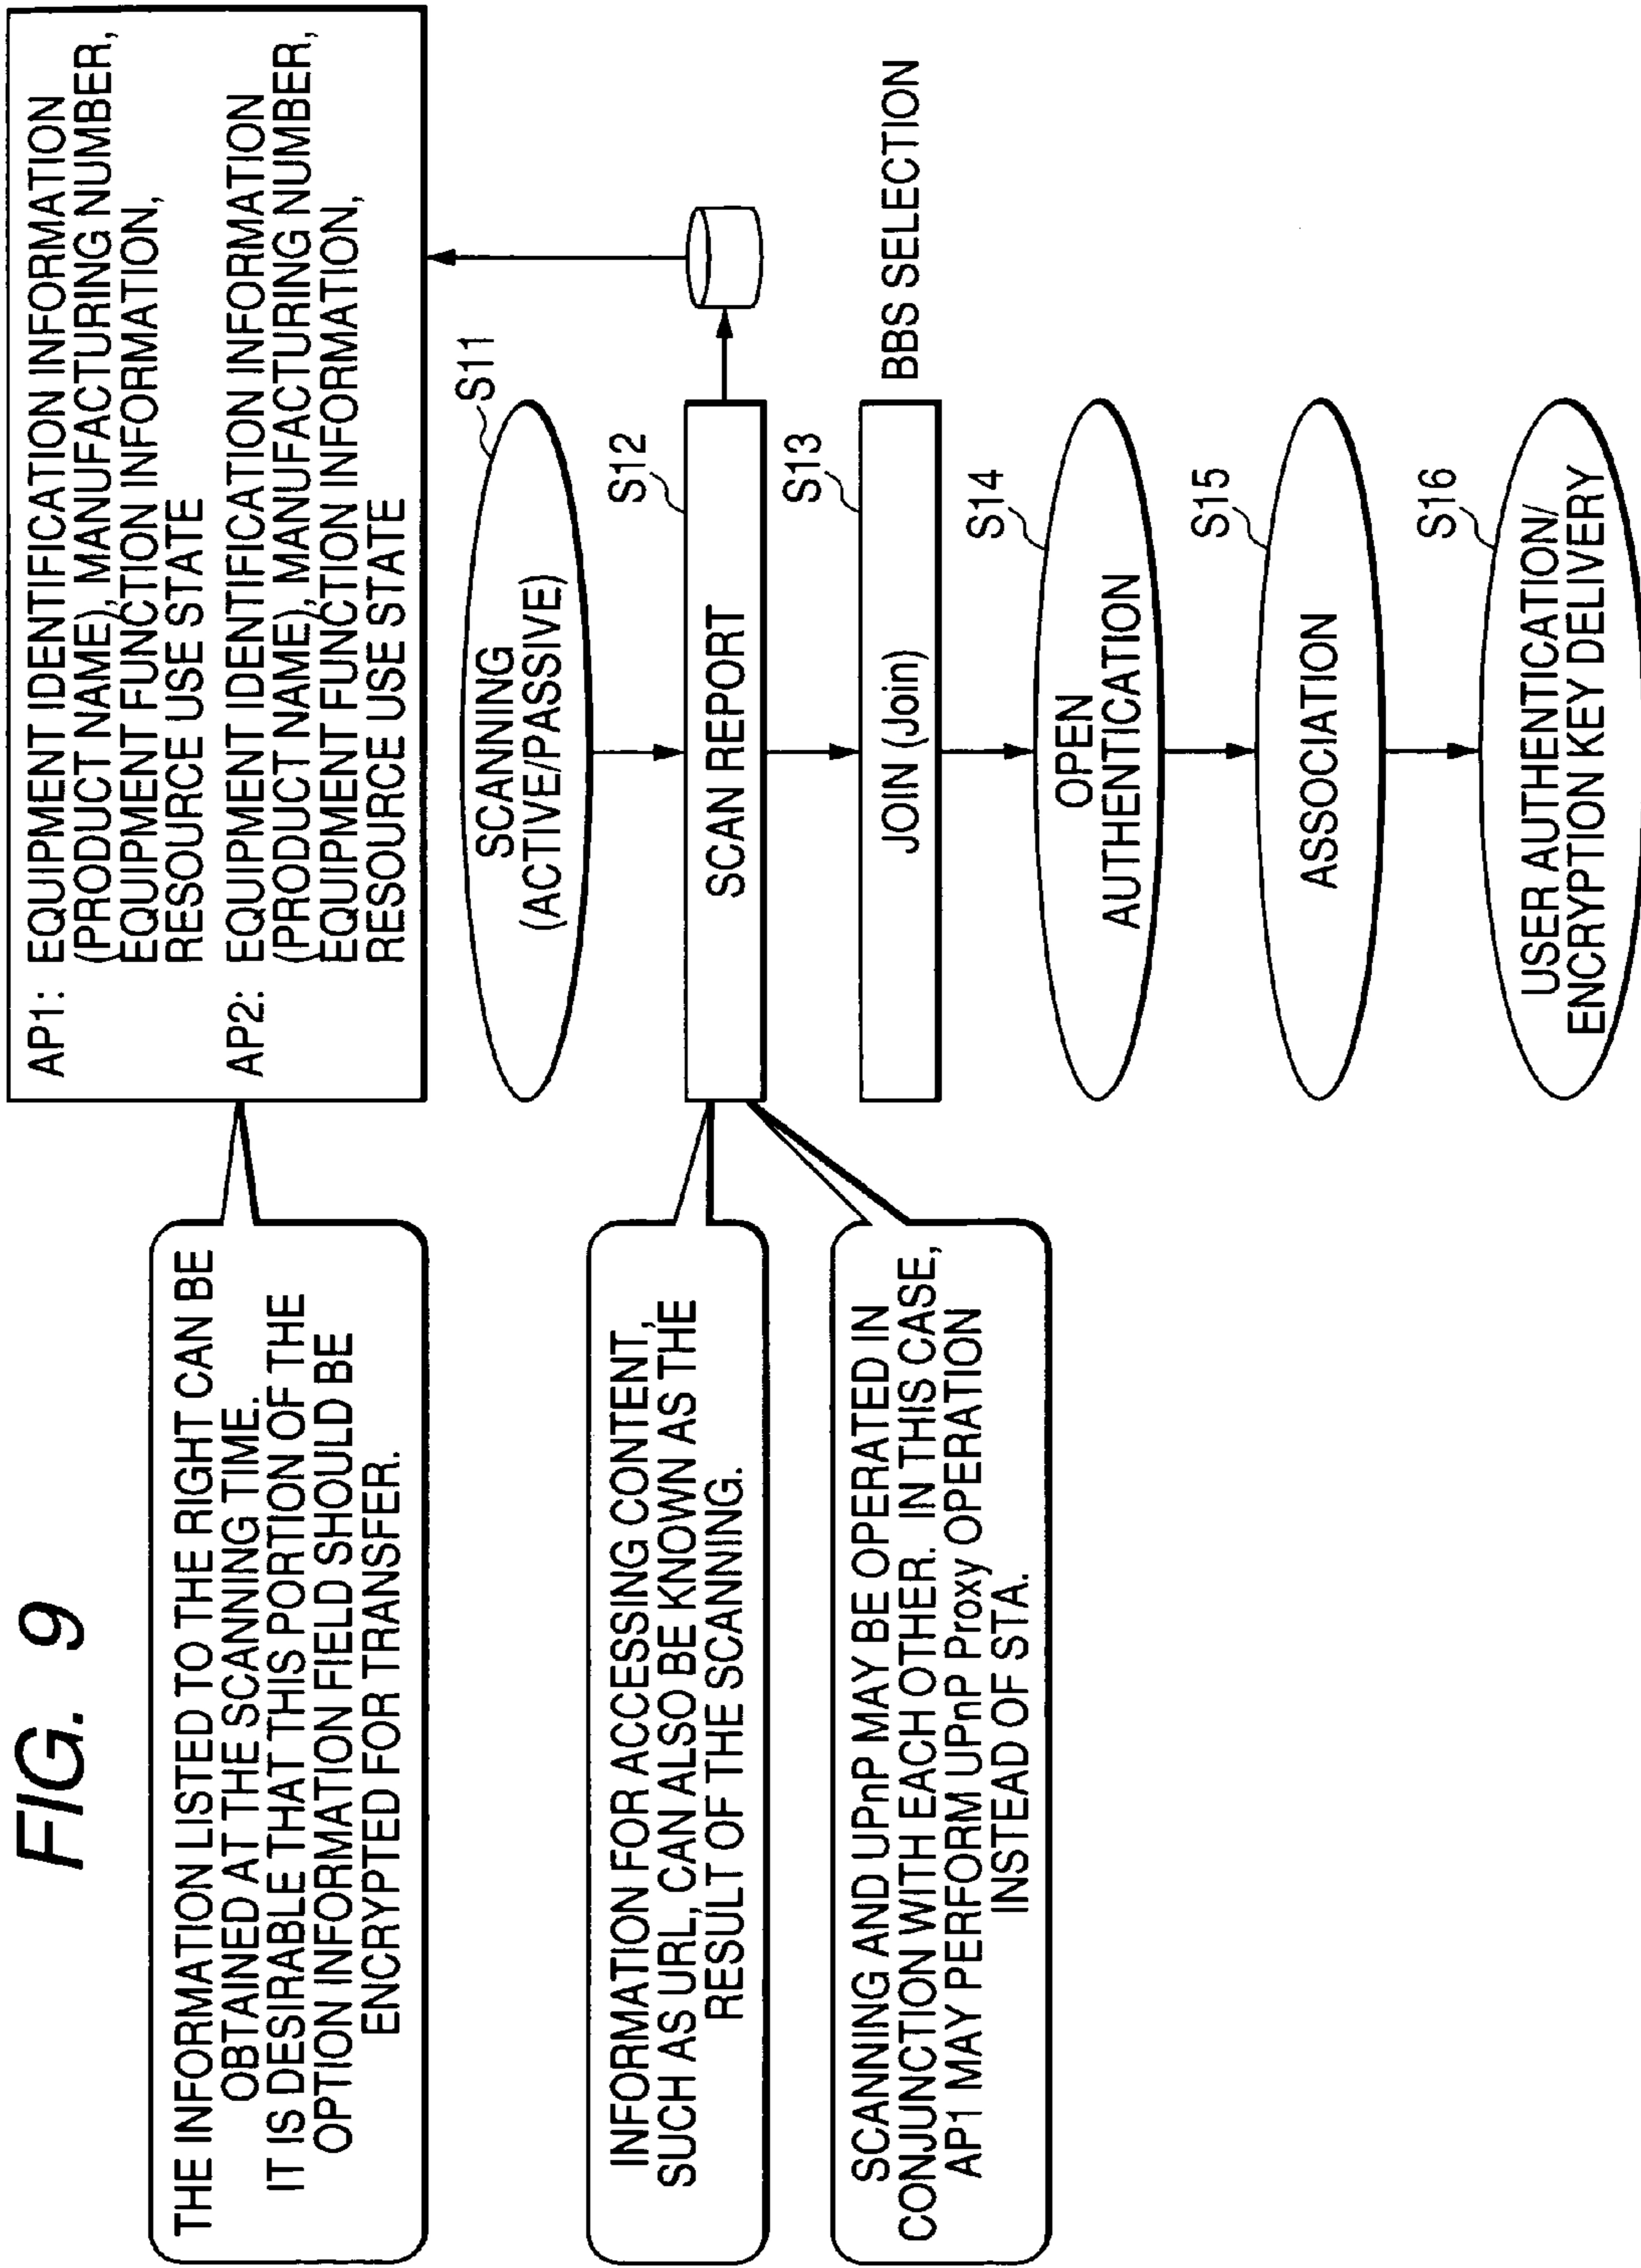 FIG. 9
THE INFORMATION LISTED TO THE RIGHT CAN BE
OBTAINED AT THE SCANNING TIME.
IT IS DESIRABLE THAT THIS PORTION OF THE
OPTION INFORMATION FIELD SHOULD BE
ENCRYPTED FOR TRANSFER.
AP1: EQUIPMENT IDENTIFICATION INFORMATION
(PRODUCT NAME), MANUFACTURING NUMBER,
EQUIPMENT FUNCTION INFORMATION,
RESOURCE USE STATE
AP2: EQUIPMENT IDENTIFICATION INFORMATION
(PRODUCT NAME), MANUFACTURING NUMBER,
EQUIPMENT FUNCTION INFORMATION,
RESOURCE USE STATE
S11
SCANNING
(ACTIVE/PASSIVE)
INFORMATION FOR ACCESSING CONTENT,
SUCH AS URL, CAN ALSO BE KNOWN AS THE
RESULT OF THE SCANNING.
S12
SCAN REPORT
SCANNING AND UPnP MAY BE OPERATED IN
CONJUNCTION WITH EACH OTHER. IN THIS CASE,
AP1 MAY PERFORM UPnP Proxy OPERATION
INSTEAD OF STA.
S13
JOIN (Join)
BBS SELECTION
S14
OPEN
AUTHENTICATION
S15
ASSOCIATION
S16
USER AUTHENTICATION/
ENCRYPTION KEY DELIVERY